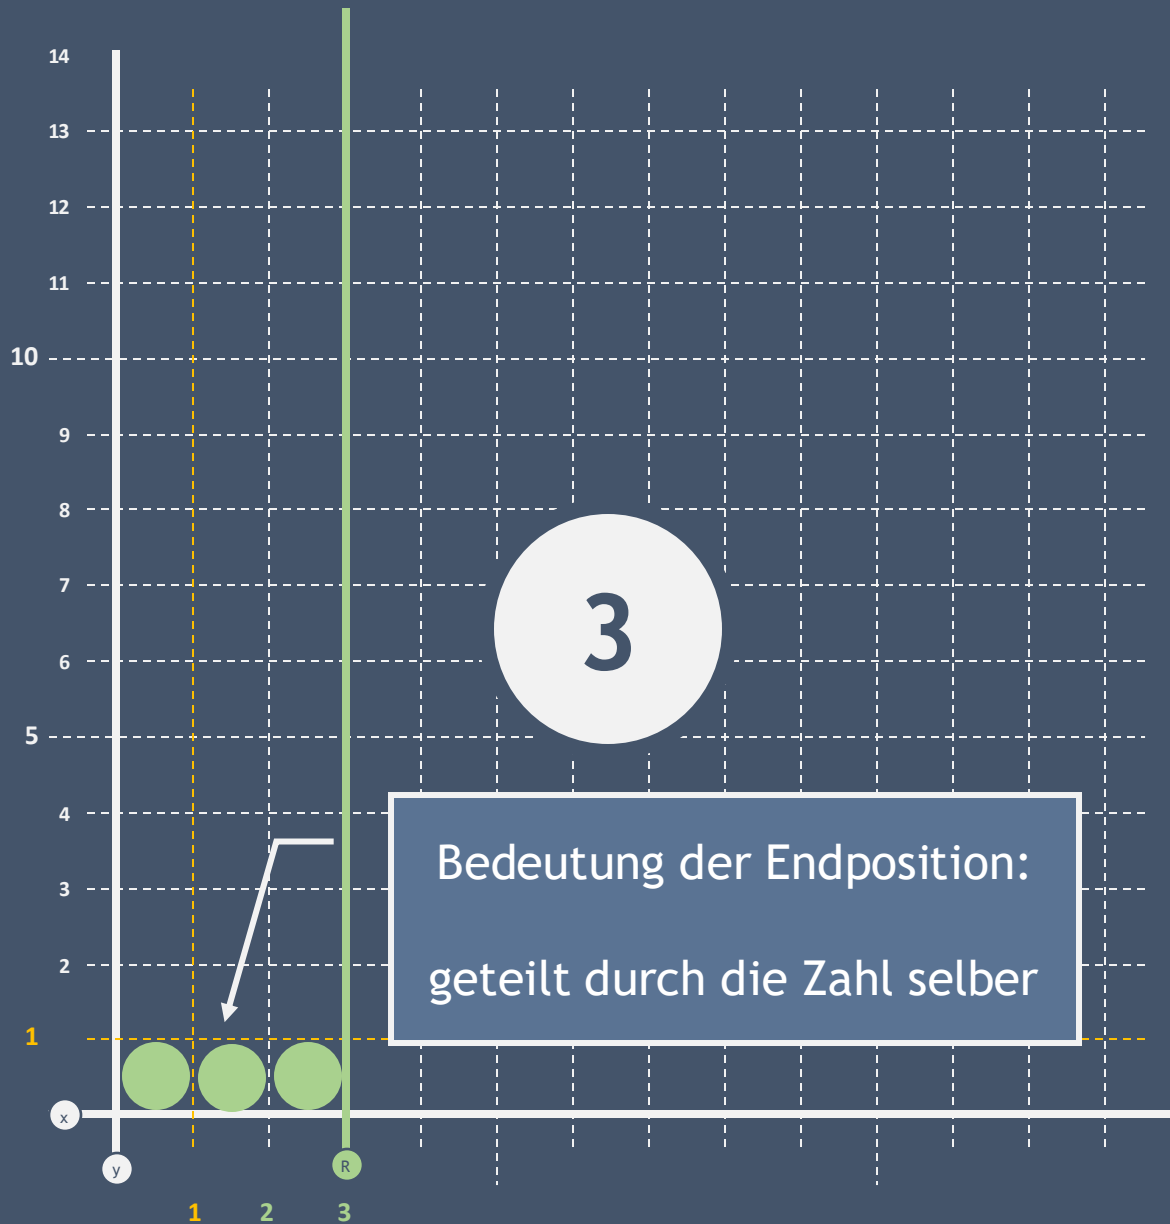 14
13
12
11
10
9
8
7
3
6
5
4
Bedeutung der Endposition:
3
geteilt durch die Zahl selber
2
1
x
y
R
1 2 3